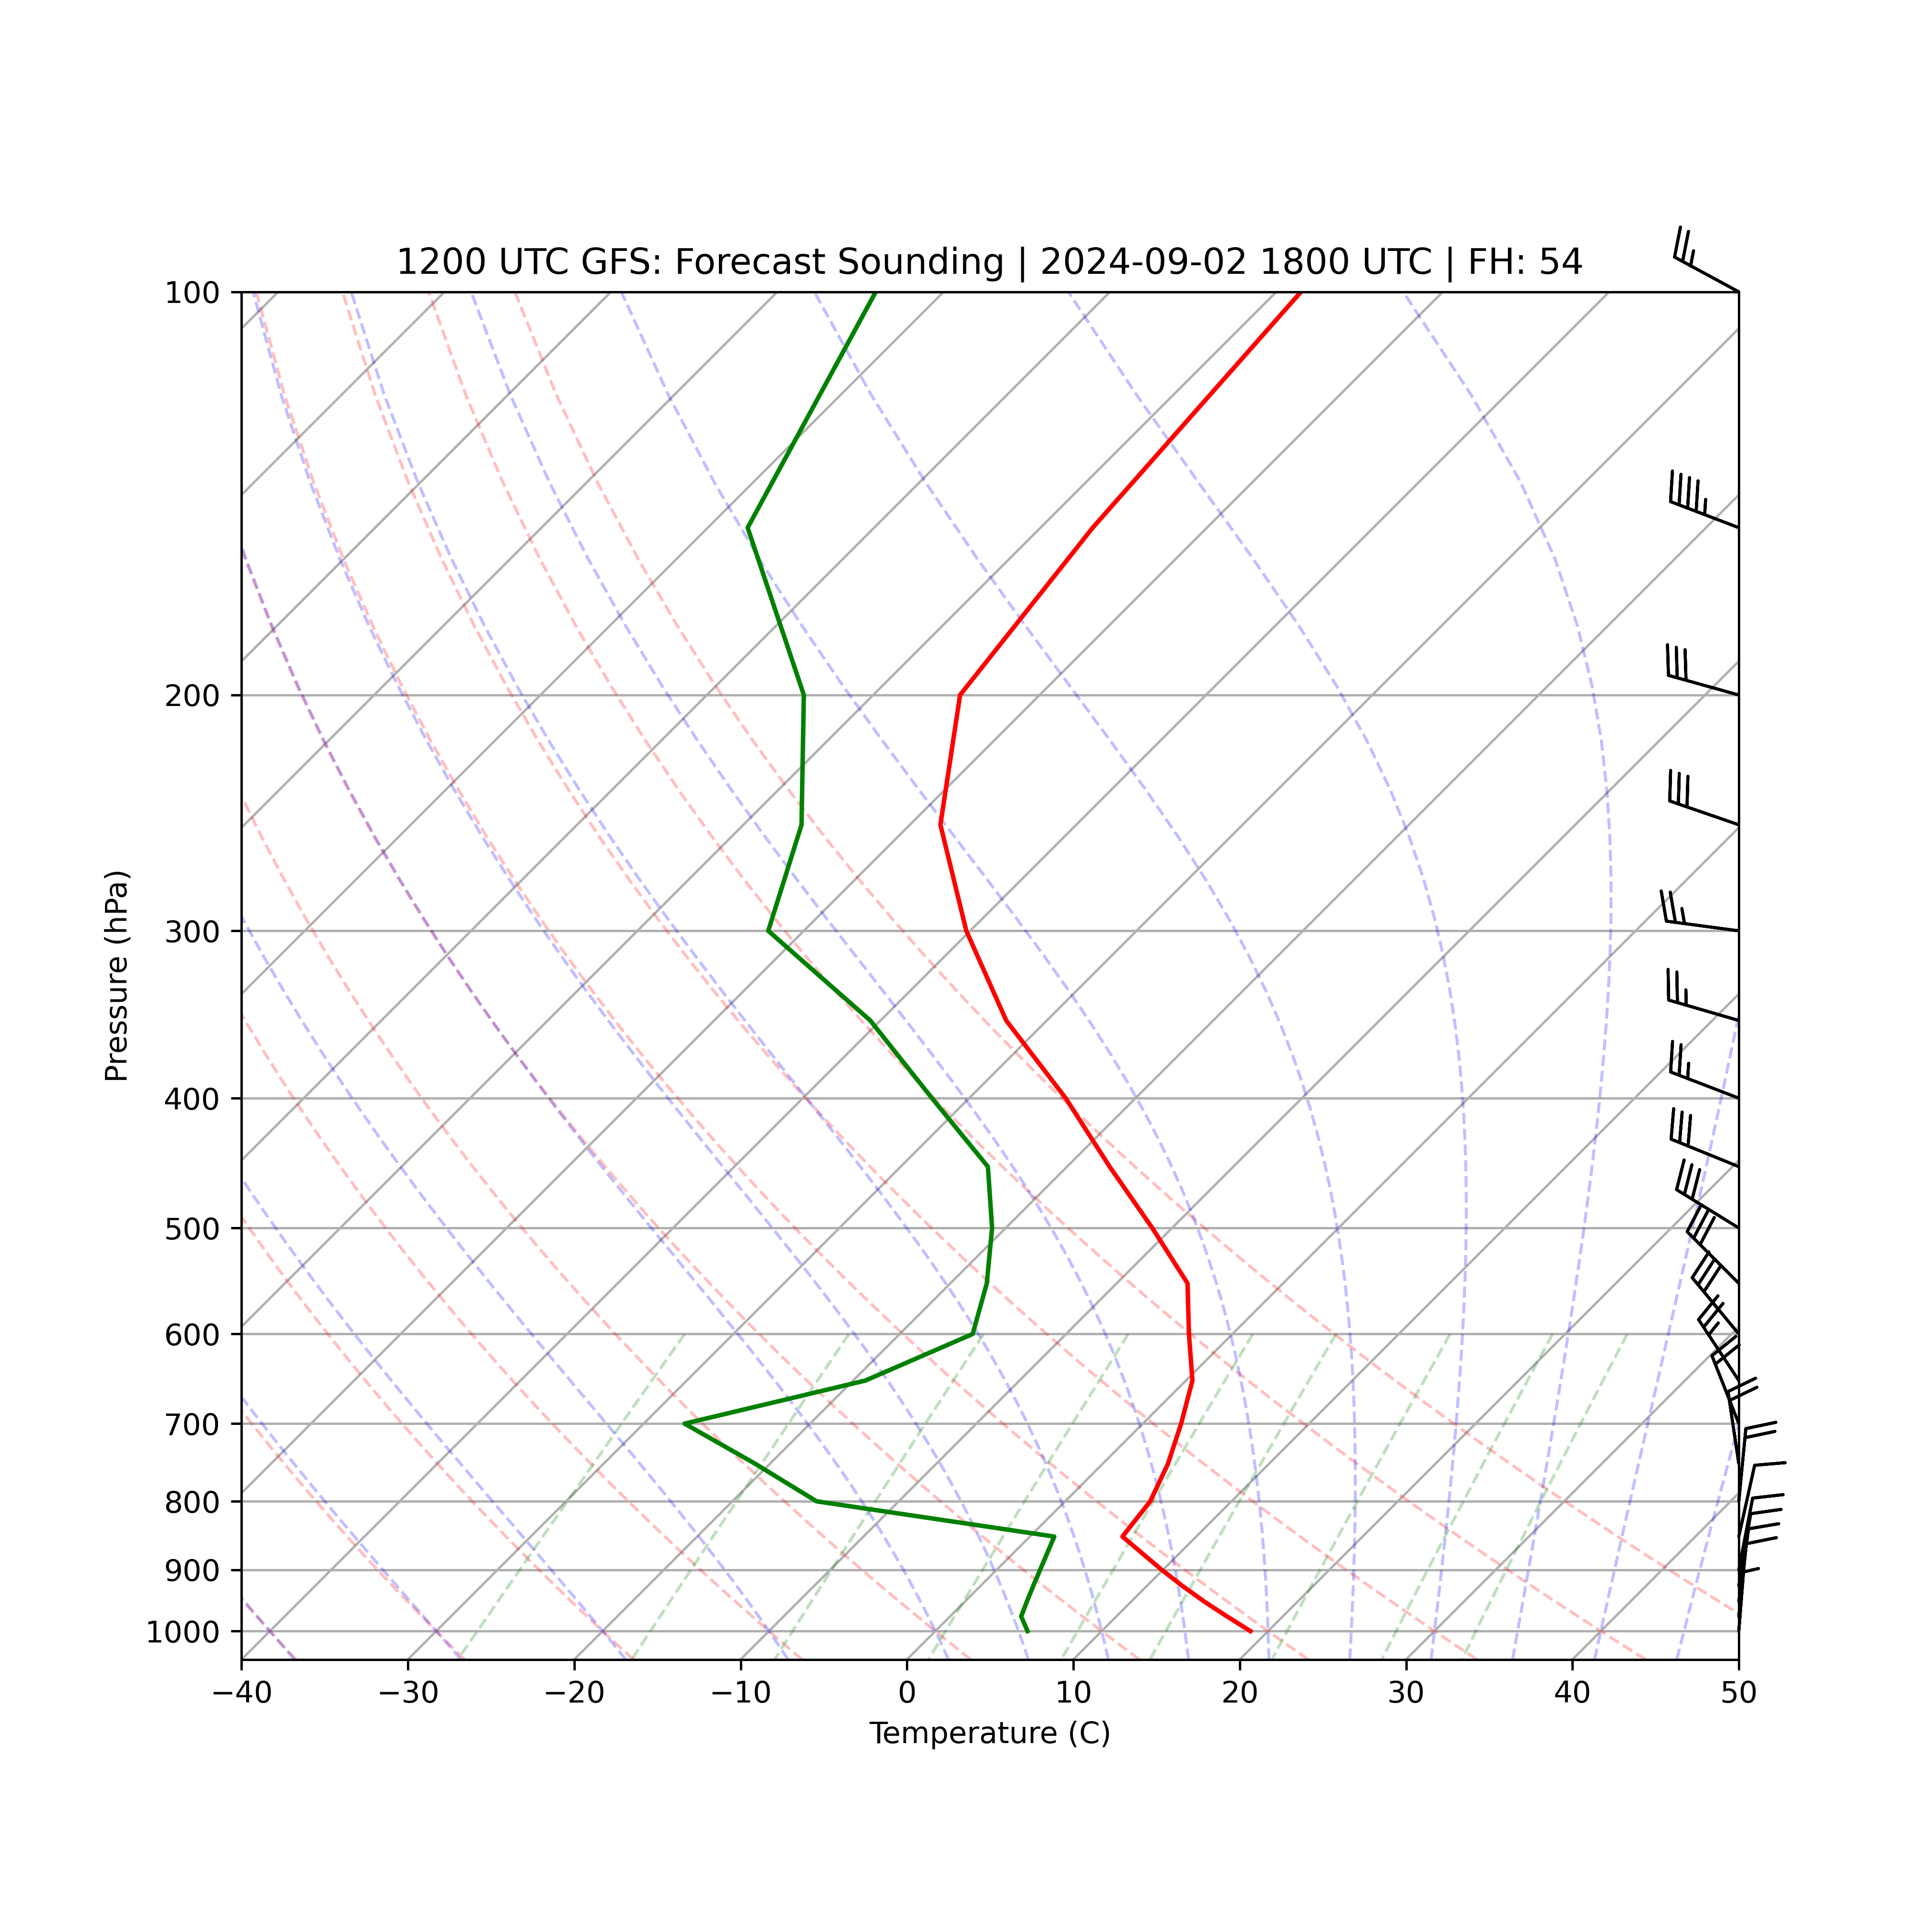 1200 UTC GFS: Forecast Sounding | 2024-09-02 1800 UTC | FH: 54
100
200
300
400
500
600
700
800
900
1000
Pressure (hPa)
−40 −30 −20 −10 0 10 20 30 40 50
Temperature (C)